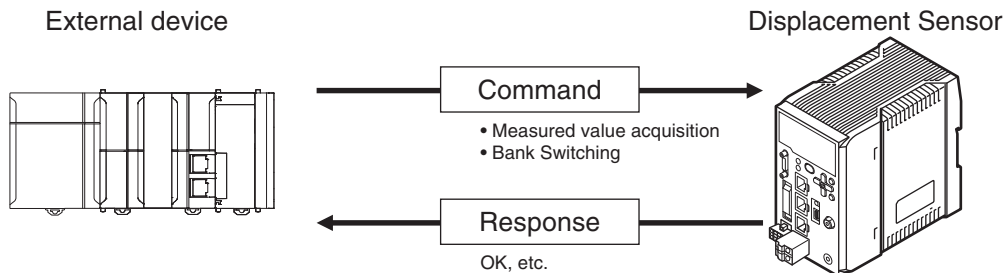 External device
Displacement Sensor
Command
• Measured value acquisition
• Bank Switching
Response
OK, etc.